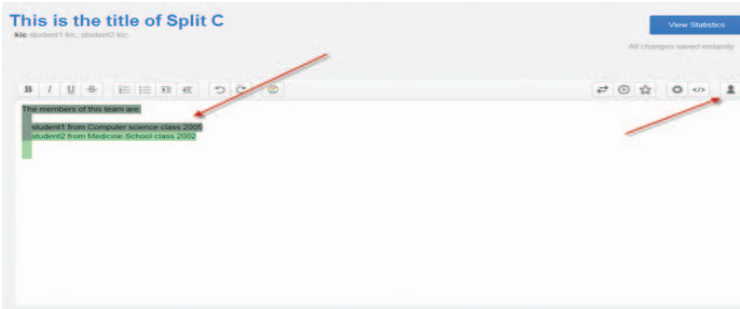 This is the title of Split C
View Statistics
kic student1 kic, student2 kic
All changes saved instantly
B I U S
The members of this team are
student1 from Computer science class 2005
student2 from Medicine School class 2002